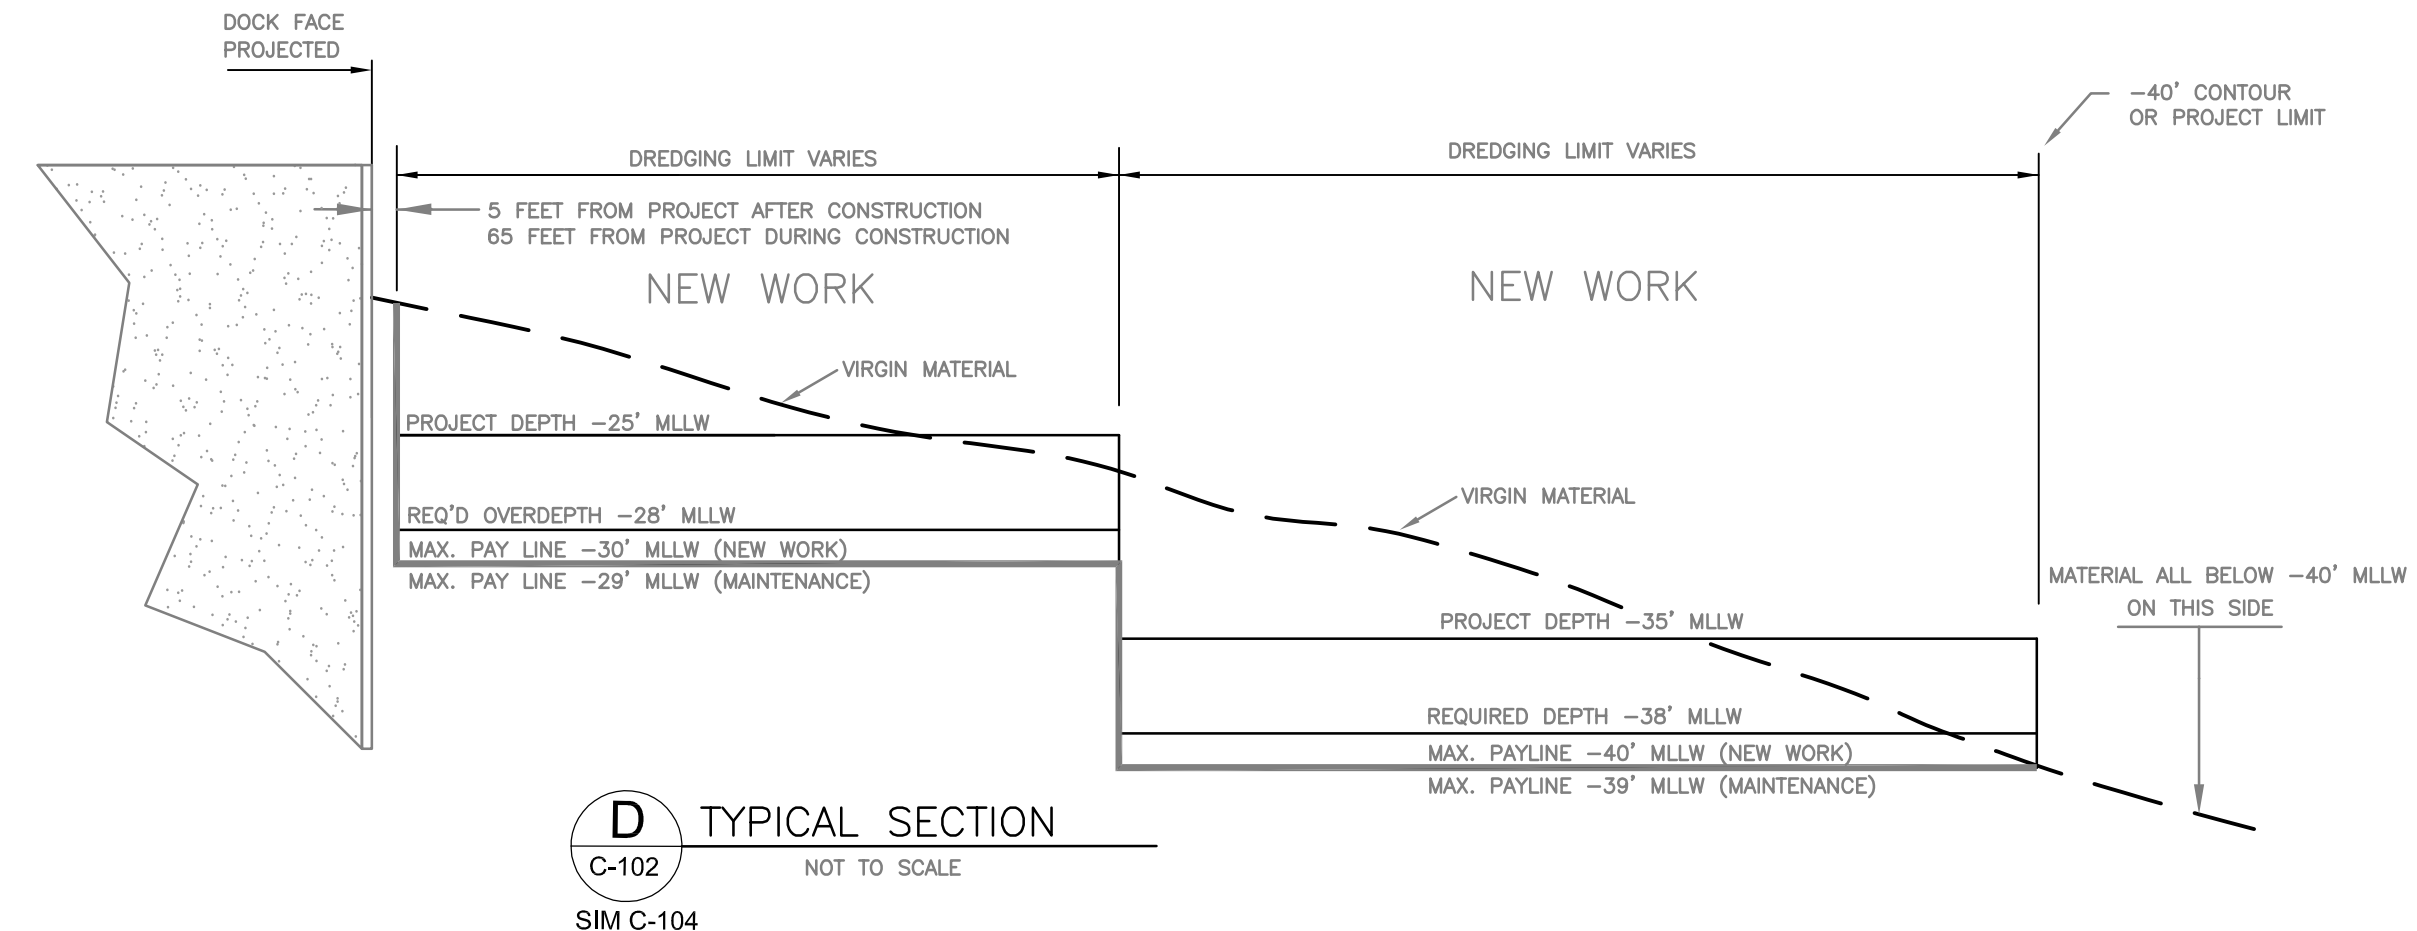 DOCK FACE
PROJECTED
-40' CONTOUR
OR PROJECT LIMIT
DREDGING LIMIT VARIES
DREDGING LIMIT VARIES
5 FEET FROM PROJECT AFTER CONSTRUCTION
65 FEET FROM PROJECT DURING CONSTRUCTION
NEW WORK
NEW WORK
VIRGIN MATERIAL
PROJECT DEPTH -25' MLLW
VIRGIN MATERIAL
REQ'D OVERDEPTH -28' MLLW
MAX. PAY LINE -30' MLLW (NEW WORK)
MAX. PAY LINE -29' MLLW (MAINTENANCE)
MATERIAL ALL BELOW -40' MLLW
ON THIS SIDE
PROJECT DEPTH -35' MLLW
REQUIRED DEPTH -38' MLLW
MAX. PAYLINE -40' MLLW (NEW WORK)
MAX. PAYLINE -39' MLLW (MAINTENANCE)
D
C-102
TYPICAL SECTION
NOT TO SCALE
SIM C-104